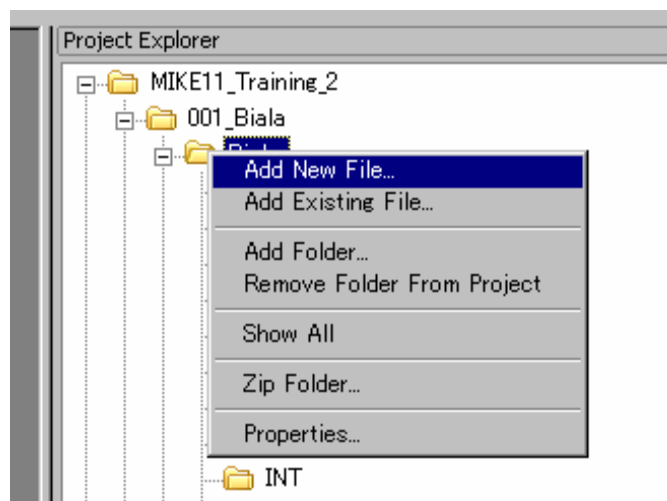 Project Explorer
MIKE11_Training_2
001_Biala
Add New File...
Add Existing File...
Add Folder...
Remove Folder From Project
Show All
Zip Folder...
Properties...
INT